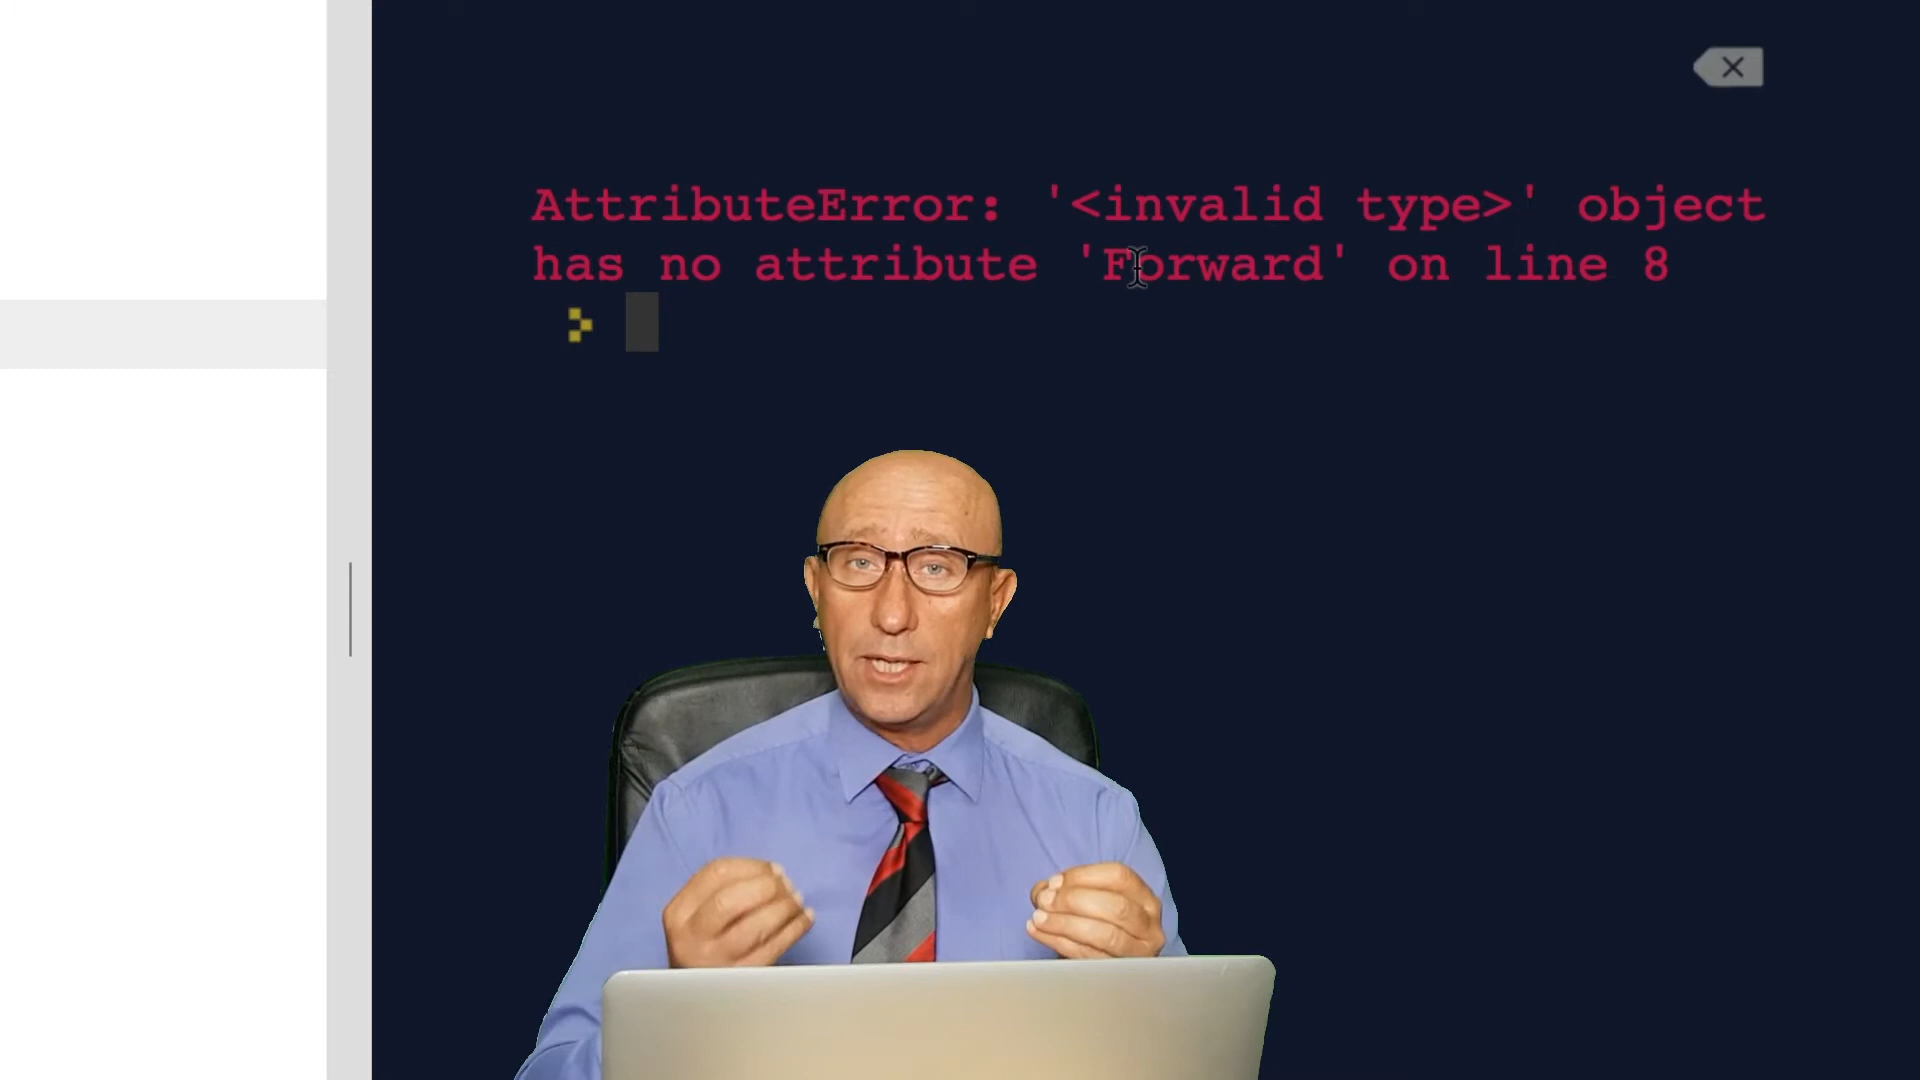 AttributeError: '<invalid type>' object
has no attribute 'Forward' on line 8